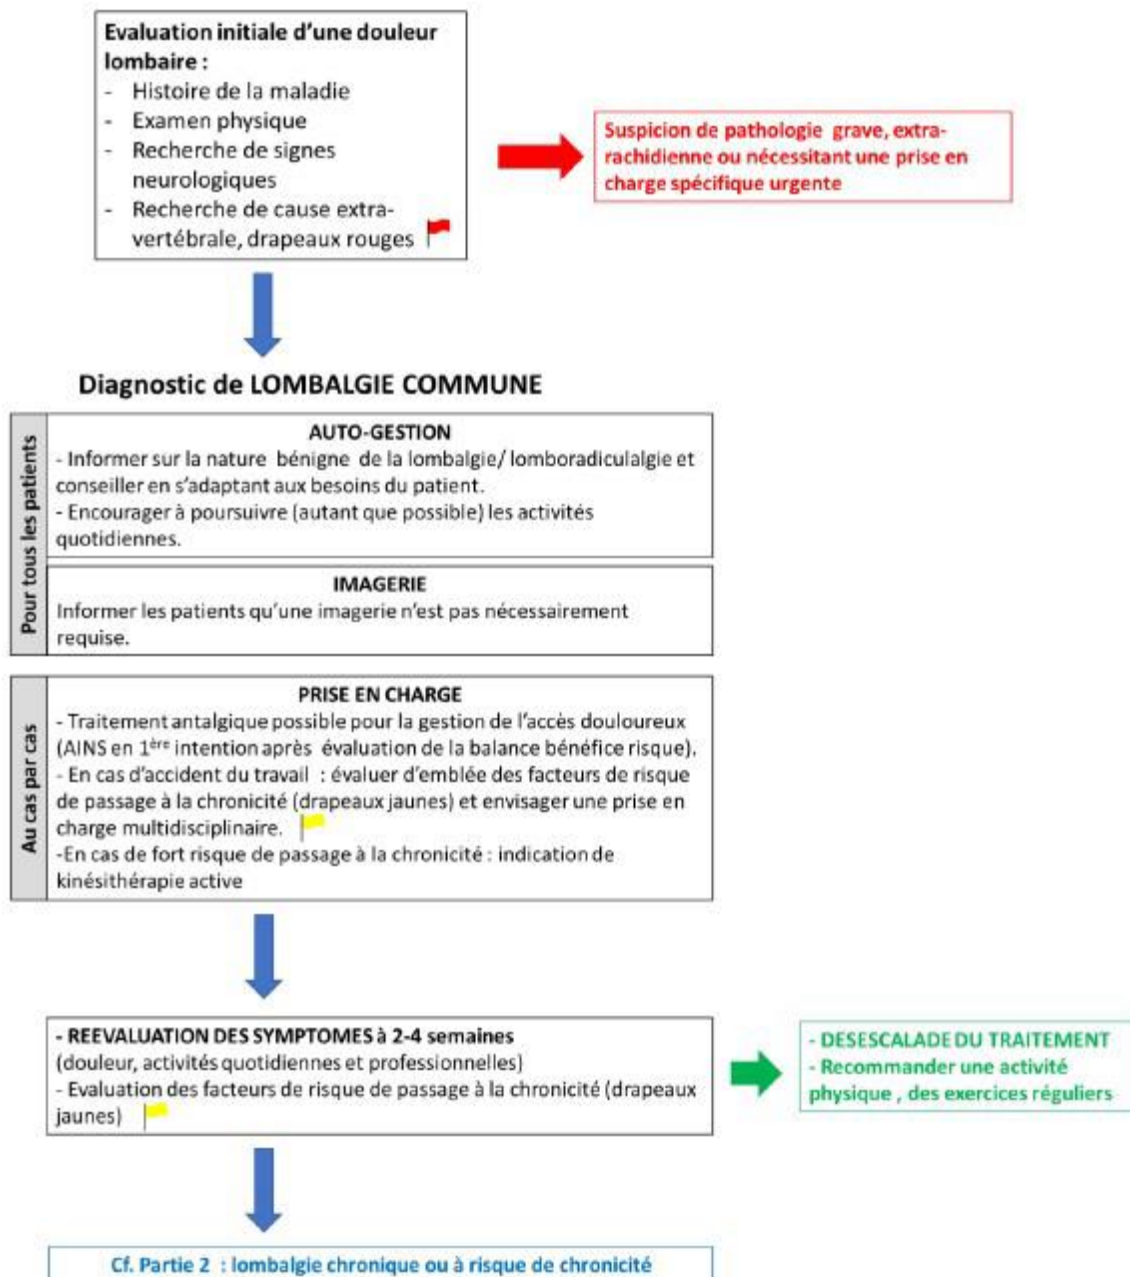 Evaluation initiale d'une douleur
lombaire :
- Histoire de la maladie
- Examen physique
- Recherche de signes
neurologiques
- Recherche de cause extra-
vertébrale, drapeaux rouges
Suspicion de pathologie grave, extra-
rachidienne ou nécessitant une prise en
charge spécifique urgente
Diagnostic de LOMBALGIE COMMUNE
Pour tous les patients
AUTO-GESTION
- Informer sur la nature bénigne de la lombalgie/ lomboradiculalgie et
conseiller en s'adaptant aux besoins du patient.
- Encourager à poursuivre (autant que possible) les activités
quotidiennes.
IMAGERIE
Informer les patients qu'une imagerie n'est pas nécessairement
requise.
Au cas par cas
PRISE EN CHARGE
- Traitement antalgique possible pour la gestion de l'accès douloureux
(AINS en 1ère intention après évaluation de la balance bénéfice risque).
- En cas d'accident du travail : évaluer d'emblée des facteurs de risque
de passage à la chronicité (drapeaux jaunes) et envisager une prise en
charge multidisciplinaire.
-En cas de fort risque de passage à la chronicité : indication de
kinésithérapie active
- REEVALUATION DES SYMPTOMES à 2-4 semaines
(douleur, activités quotidiennes et professionnelles)
- Evaluation des facteurs de risque de passage à la chronicité (drapeaux
jaunes)
- DESESCALADE DU TRAITEMENT
- Recommander une activité
physique , des exercices réguliers
Cf. Partie 2 : lombalgie chronique ou à risque de chronicité